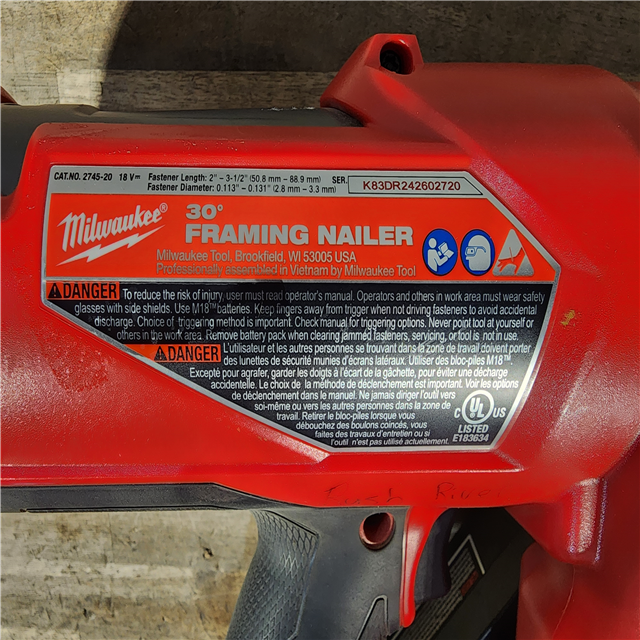 CAT.NO. 2745-20 18 V⎓ Fastener Length: 2" – 3-1/2" (50.8 mm – 88.9 mm) SER. K83DR242602720
Fastener Diameter: 0.113" – 0.131" (2.8 mm – 3.3 mm)
Milwaukee®
30°
FRAMING NAILER
Milwaukee Tool, Brookfield, WI 53005 USA
Professionally assembled in Vietnam by Milwaukee Tool
DANGER To reduce the risk of injury, user must read operator's manual. Operators and others in work area must wear safety
glasses with side shields. Use M18™ batteries. Keep fingers away from trigger when not driving fasteners to avoid accidental
discharge. Choice of triggering method is important. Check manual for triggering options. Never point tool at yourself or
others in the work area. Remove battery pack when clearing jammed fasteners, servicing, or tool is not in use.
DANGER L'utilisateur et les autres personnes se trouvant dans la zone de travail doivent porter
des lunettes de sécurité munies d'écrans latéraux. Utiliser des bloc-piles M18™
Excepté pour agrafer, garder les doigts à l'écart de la gâchette, pour éviter une décharge
accidentelle. Le choix de la méthode de déclenchement est important. Voir les options
de déclenchement dans le manuel. Ne jamais diriger l'outil vers
soi-même ou vers les autres personnes dans la zone de
travail. Retirer le bloc-piles lorsque vous
débouchez des boulons coincés, vous
faites des travaux d'entretien ou si
l'outil n'est pas utilisé actuellement.
C UL® US
LISTED
E183634